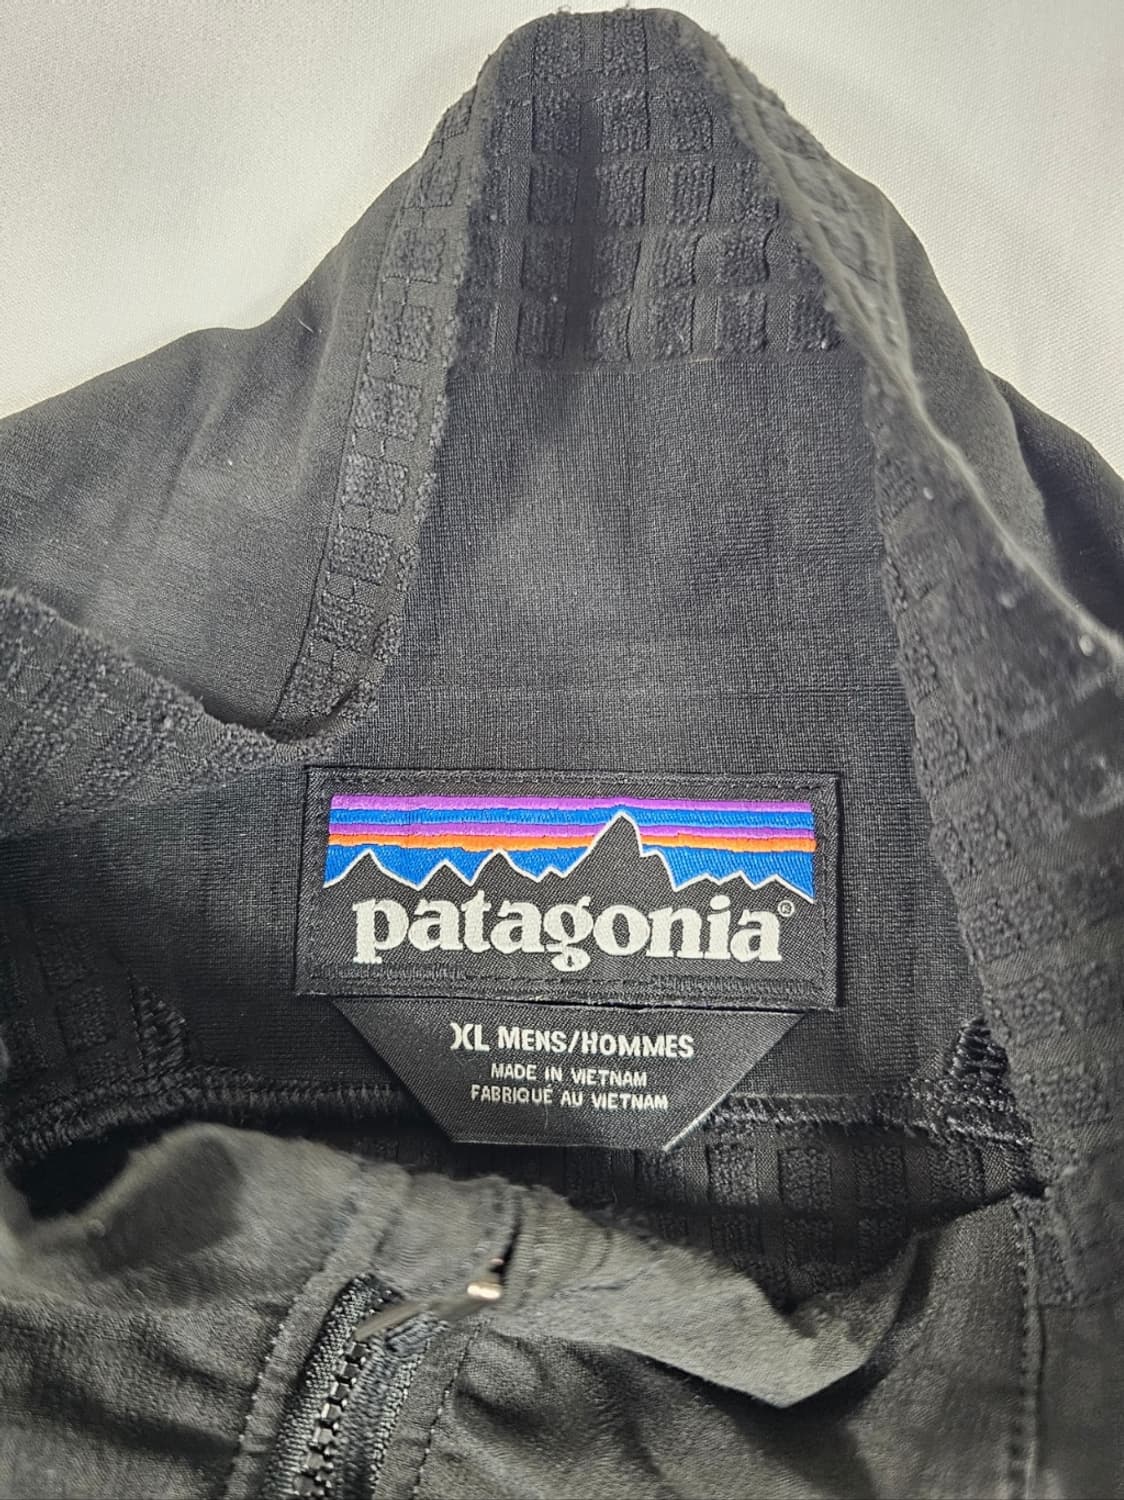 patagonia®
XL MENS/HOMMES
MADE IN VIETNAM
FABRIQUÉ AU VIETNAM